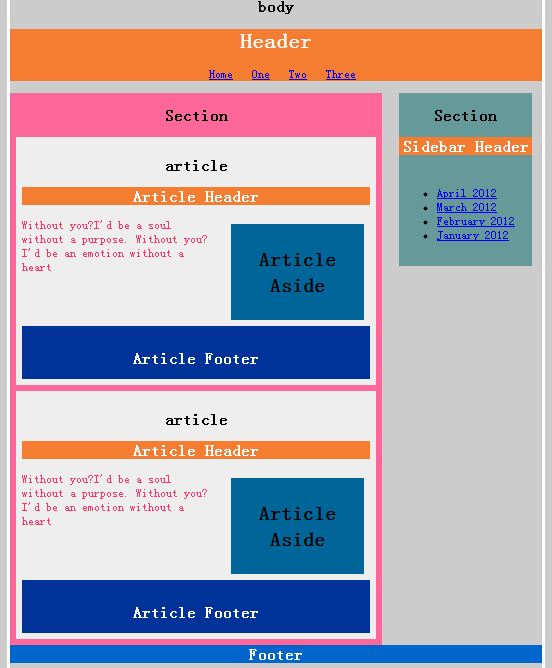 body
Header
Home One Two Three
Section
article
Article Header
Without you?I'd be a soul
without a purpose. Without you?
I'd be an emotion without a
heart
Article
Aside
Article Footer
article
Article Header
Without you?I'd be a soul
without a purpose. Without you?
I'd be an emotion without a
heart
Article
Aside
Article Footer
Section
Sidebar Header
April 2012
March 2012
February 2012
January 2012
Footer